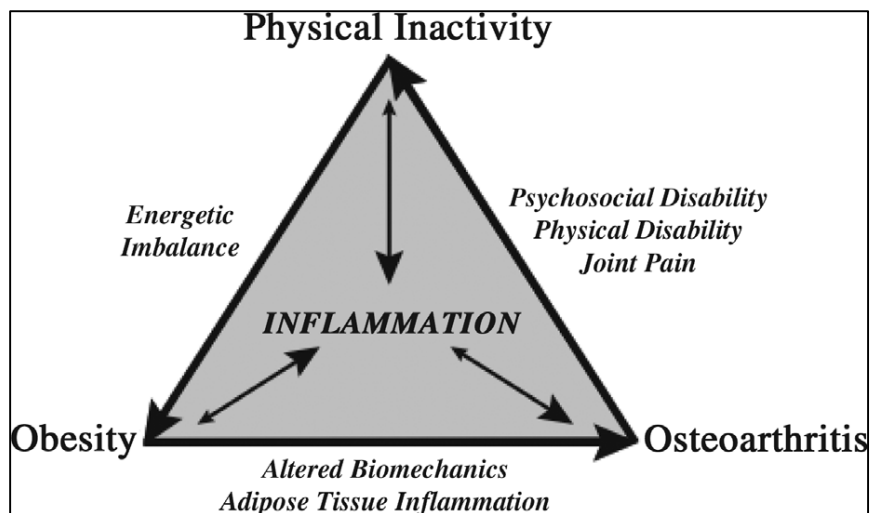 Physical Inactivity
Energetic
Imbalance
Psychosocial Disability
Physical Disability
Joint Pain
INFLAMMATION
Obesity
Osteoarthritis
Altered Biomechanics
Adipose Tissue Inflammation